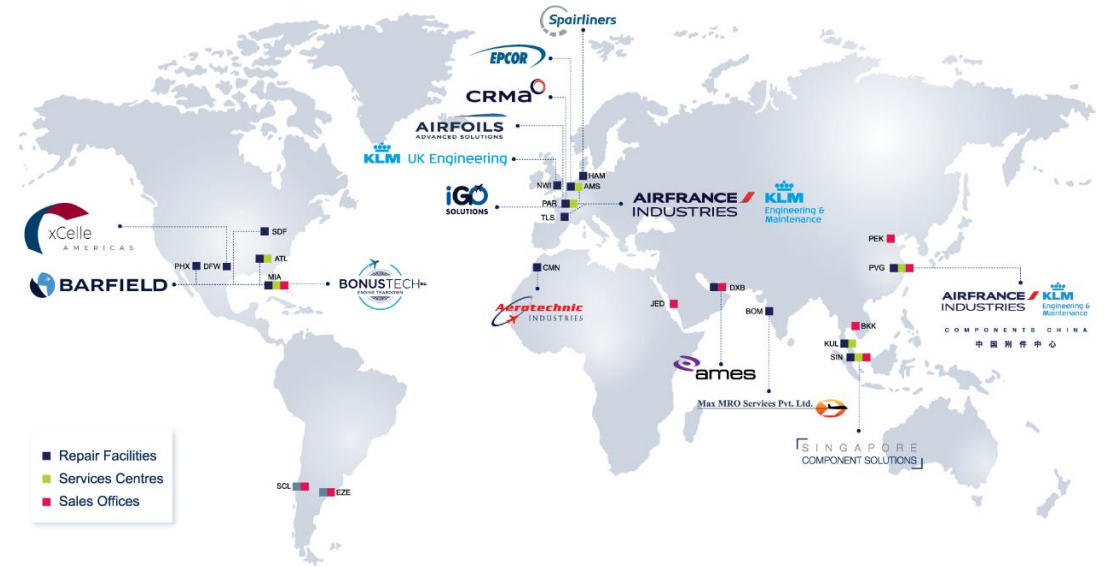 Spairliners
EPCOR
CRMa
AIRFOILS
ADVANCED SOLUTIONS
KLM UK Engineering
HAM
NWI
AMS
iGO
SOLUTIONS
PAR
TLS
AIRFRANCE
INDUSTRIES
KLM
Engineering &
Maintenance
xCelle
AMERICAS
SDF
ATL
PHX
DFW
MIA
BARFIELD
BONUSTECH INC.
ENGINE TEARDOWN
CMN
Aerotechnic
INDUSTRIES
JED
DXB
BOM
ames
Max MRO Services Pvt. Ltd.
PEK
PVG
AIRFRANCE
INDUSTRIES
KLM
Engineering &
Maintenance
COMPONENTS CHINA
中国附件中心
BKK
KUL
SIN
SINGAPORE
COMPONENT SOLUTIONS
Repair Facilities
Services Centres
Sales Offices
SCL
EZE